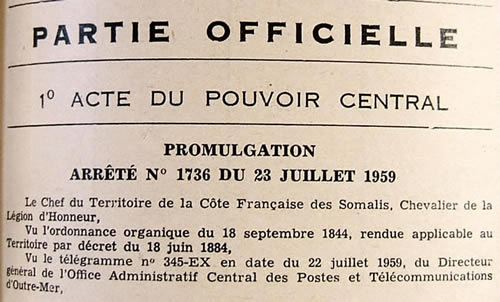 PARTIE OFFICIELLE
1º ACTE DU POUVOIR CENTRAL
PROMULGATION
ARRÊTÉ Nº 1736 DU 23 JUILLET 1959
Le Chef du Territoire de la Côte Française des Somalis, Chevalier de la
Légion d'Honneur,
Vu l'ordonnance organique du 18 septembre 1844, rendue applicable au
Territoire par décret du 18 juin 1884,
Vu le télégramme nº 345-EX en date du 22 juillet 1959, du Directeur
général de l'Office Administratif Central des Postes et Télécommunications
d'Outre-Mer,